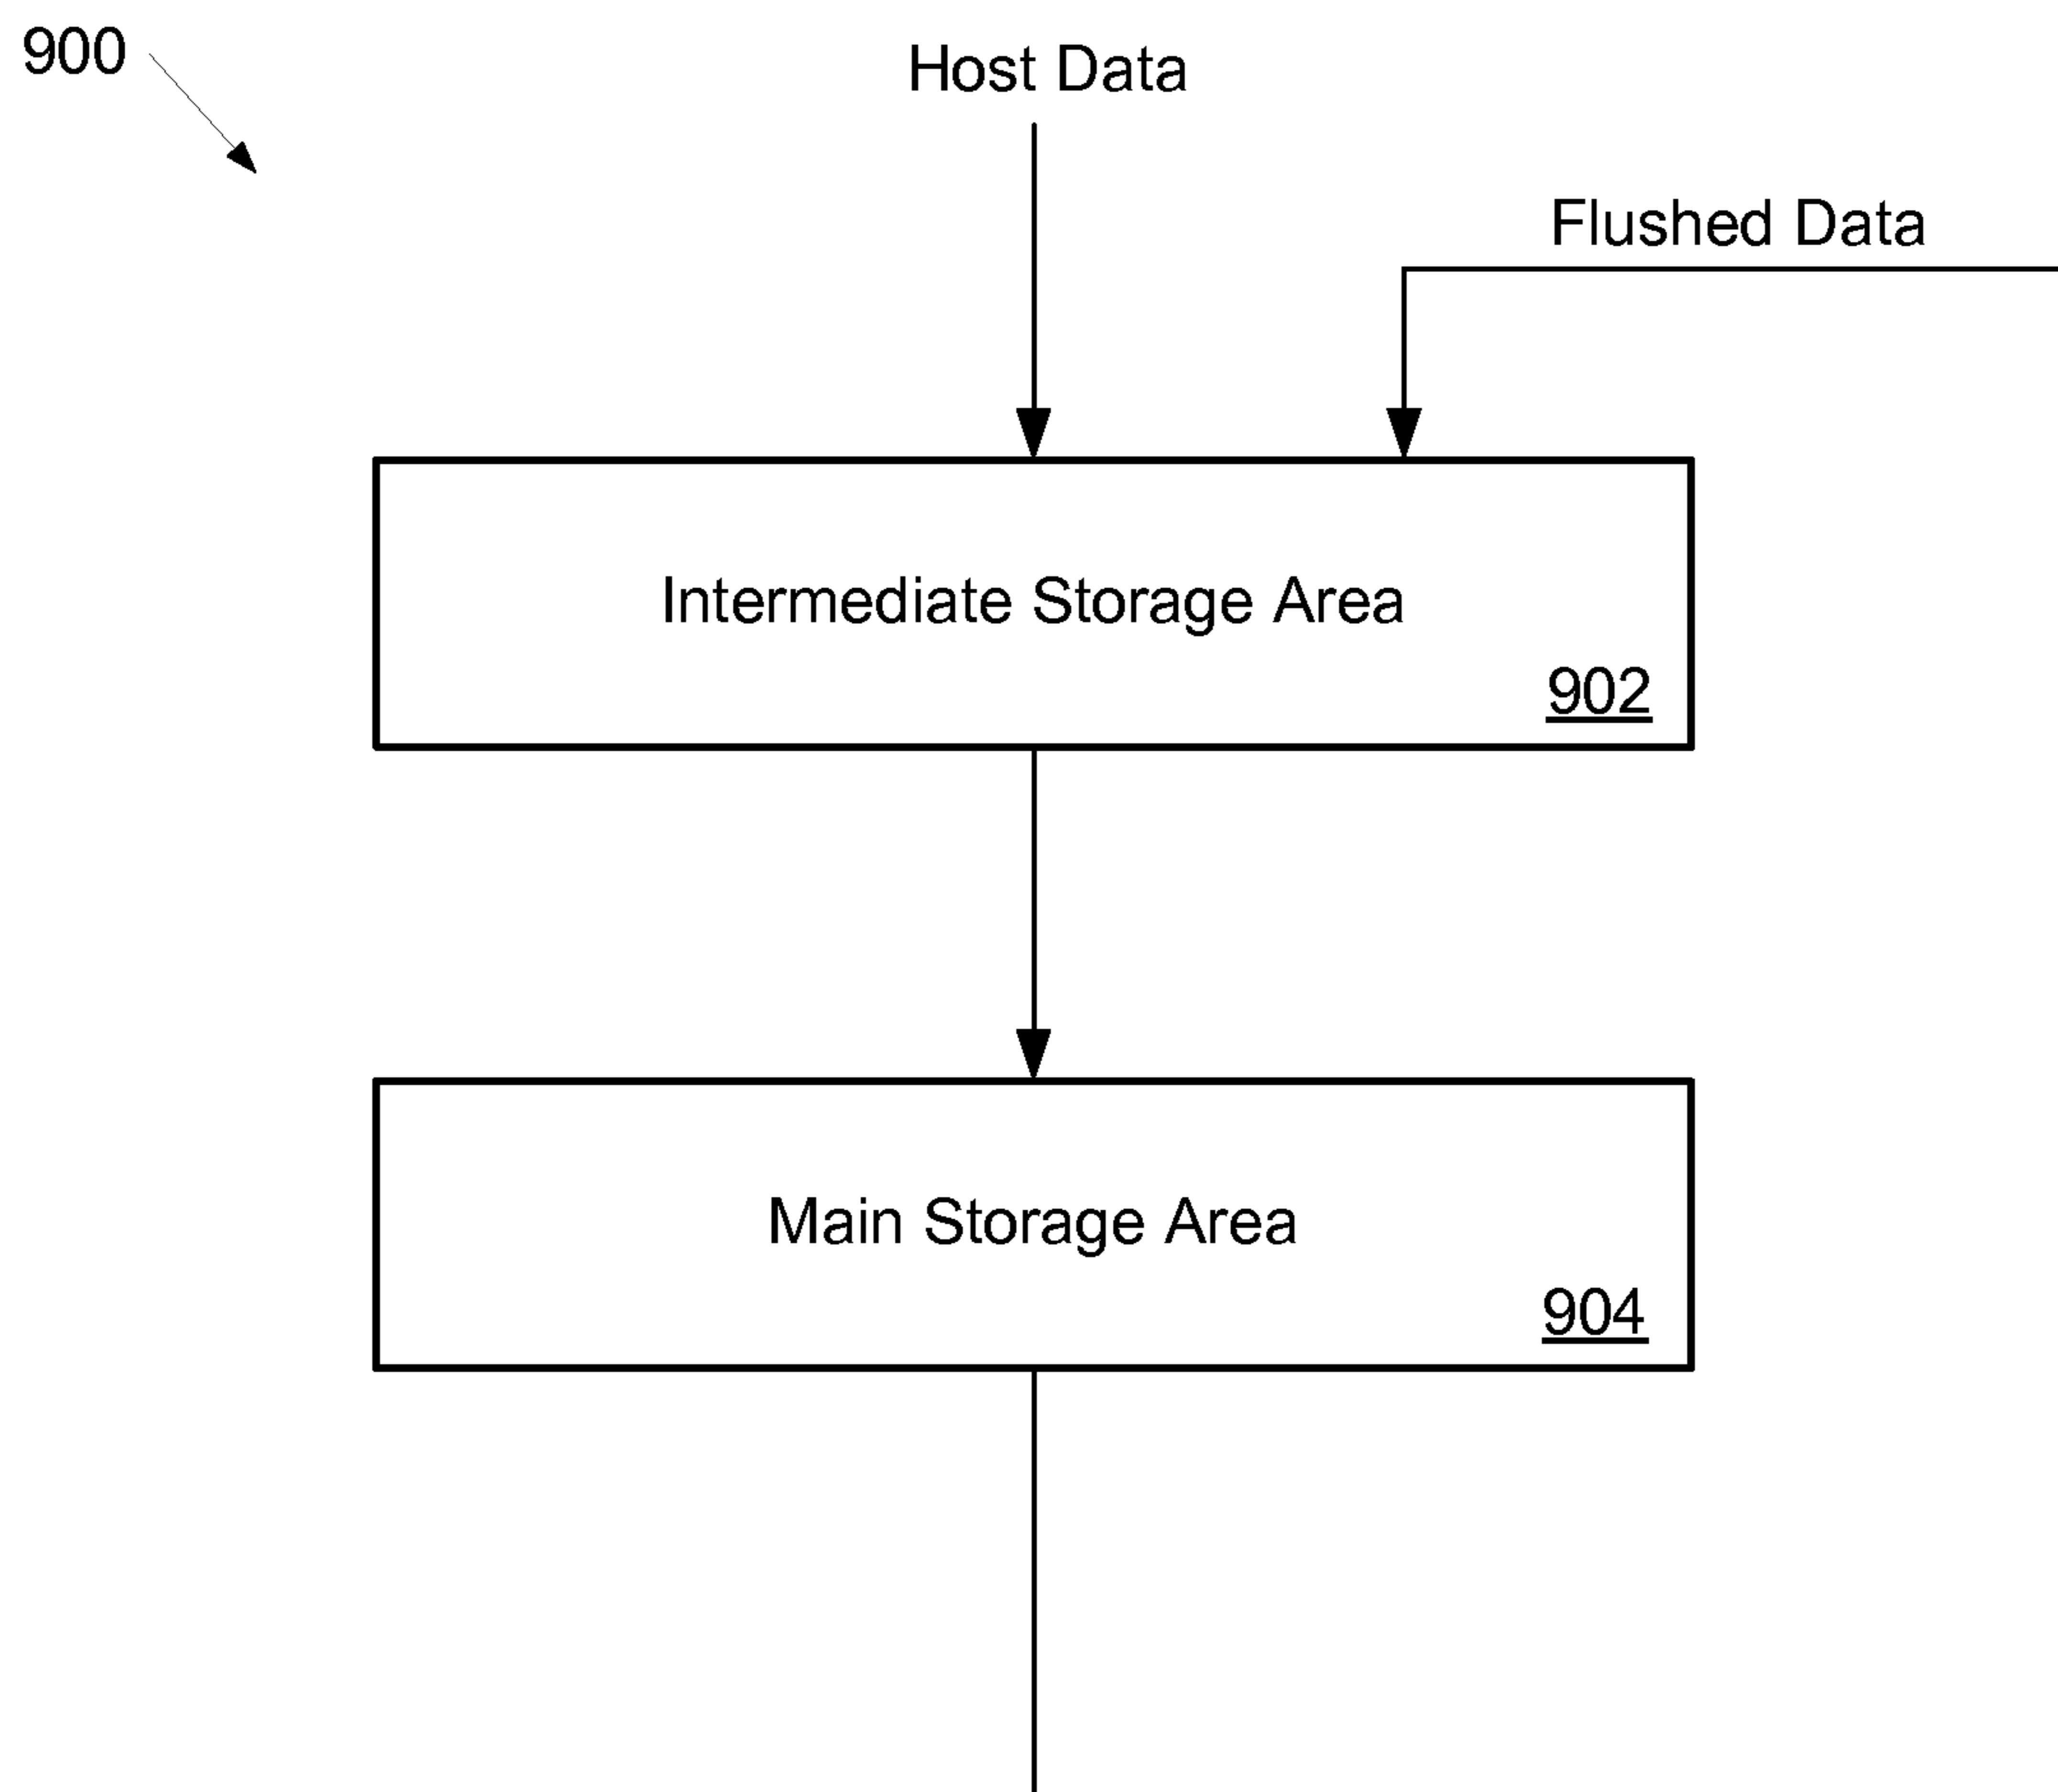 900
Host Data
Flushed Data
Intermediate Storage Area
902
Main Storage Area
904